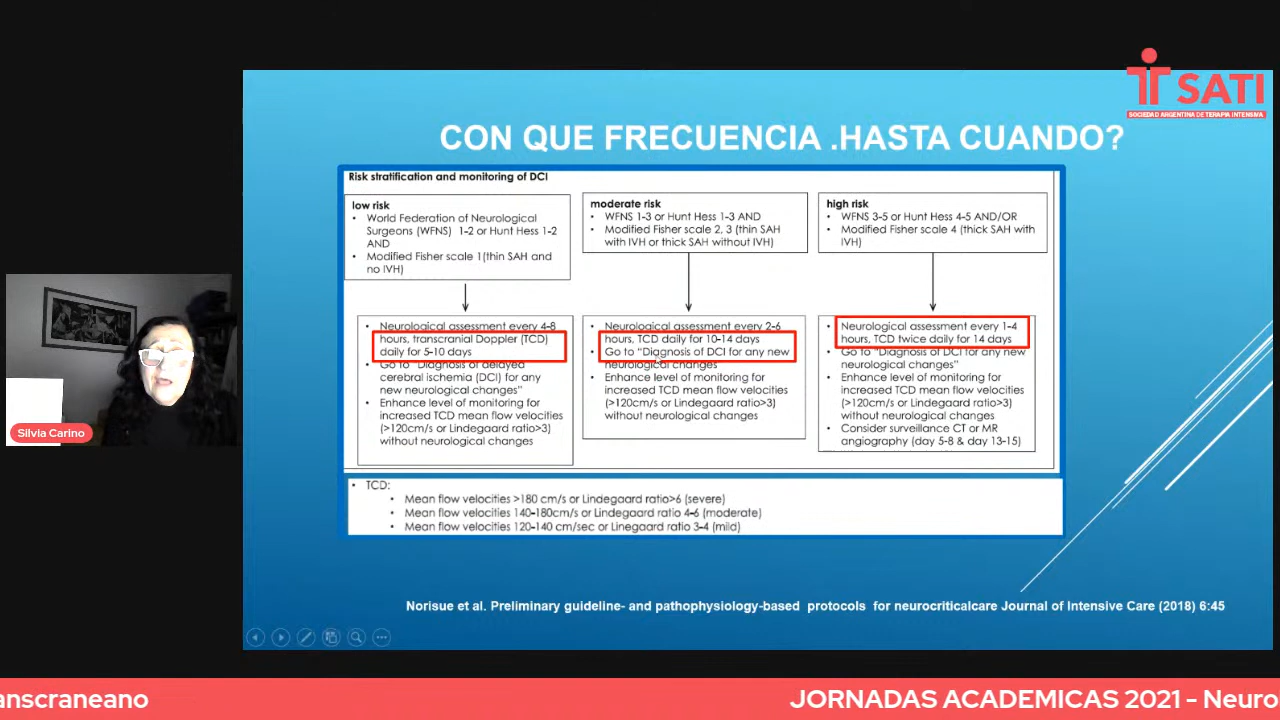 SATI
SOCIEDAD ARGENTINA DE TERAPIA INTENSIVA
CON QUE FRECUENCIA .HASTA CUANDO?
Risk stratification and monitoring of DCI
low risk
• World Federation of Neurological
Surgeons (WFNS) 1-2 or Hunt Hess 1-2
AND
• Modified Fisher scale 1(thin SAH and
no IVH)
• Neurological assessment every 4-8
hours, transcranial Doppler (TCD)
daily for 5-10 days
• Go to "Diagnosis of delayed
cerebral ischemia (DCI) for any
new neurological changes"
• Enhance level of monitoring for
increased TCD mean flow velocities
(>120cm/s or Lindegaard ratio>3)
without neurological changes
moderate risk
• WFNS 1-3 or Hunt Hess 1-3 AND
• Modified Fisher scale 2, 3 (thin SAH
with IVH or thick SAH without IVH)
• Neurological assessment every 2-6
hours, TCD daily for 10-14 days
• Go to "Diagnosis of DCI for any new
neurological changes"
• Enhance level of monitoring for
increased TCD mean flow velocities
(>120cm/s or Lindegaard ratio>3)
without neurological changes
high risk
• WFNS 3-5 or Hunt Hess 4-5 AND/OR
• Modified Fisher scale 4 (thick SAH with
IVH)
• Neurological assessment every 1-4
hours, TCD twice daily for 14 days
• Go to "Diagnosis of DCI for any new
neurological changes"
• Enhance level of monitoring for
increased TCD mean flow velocities
(>120cm/s or Lindegaard ratio>3)
without neurological changes
• Consider surveillance CT or MR
angiography (day 5-8 & day 13-15)
• TCD:
• Mean flow velocities >180 cm/s or Lindegaard ratio>6 (severe)
• Mean flow velocities 140-180cm/s or Lindegaard ratio 4-6 (moderate)
• Mean flow velocities 120-140 cm/sec or Linegaard ratio 3-4 (mild)
Norisue et al. Preliminary guideline- and pathophysiology-based protocols for neurocriticalcare Journal of Intensive Care (2018) 6:45
Silvia Carino
anscraneano
JORNADAS ACADEMICAS 2021 - Neuro